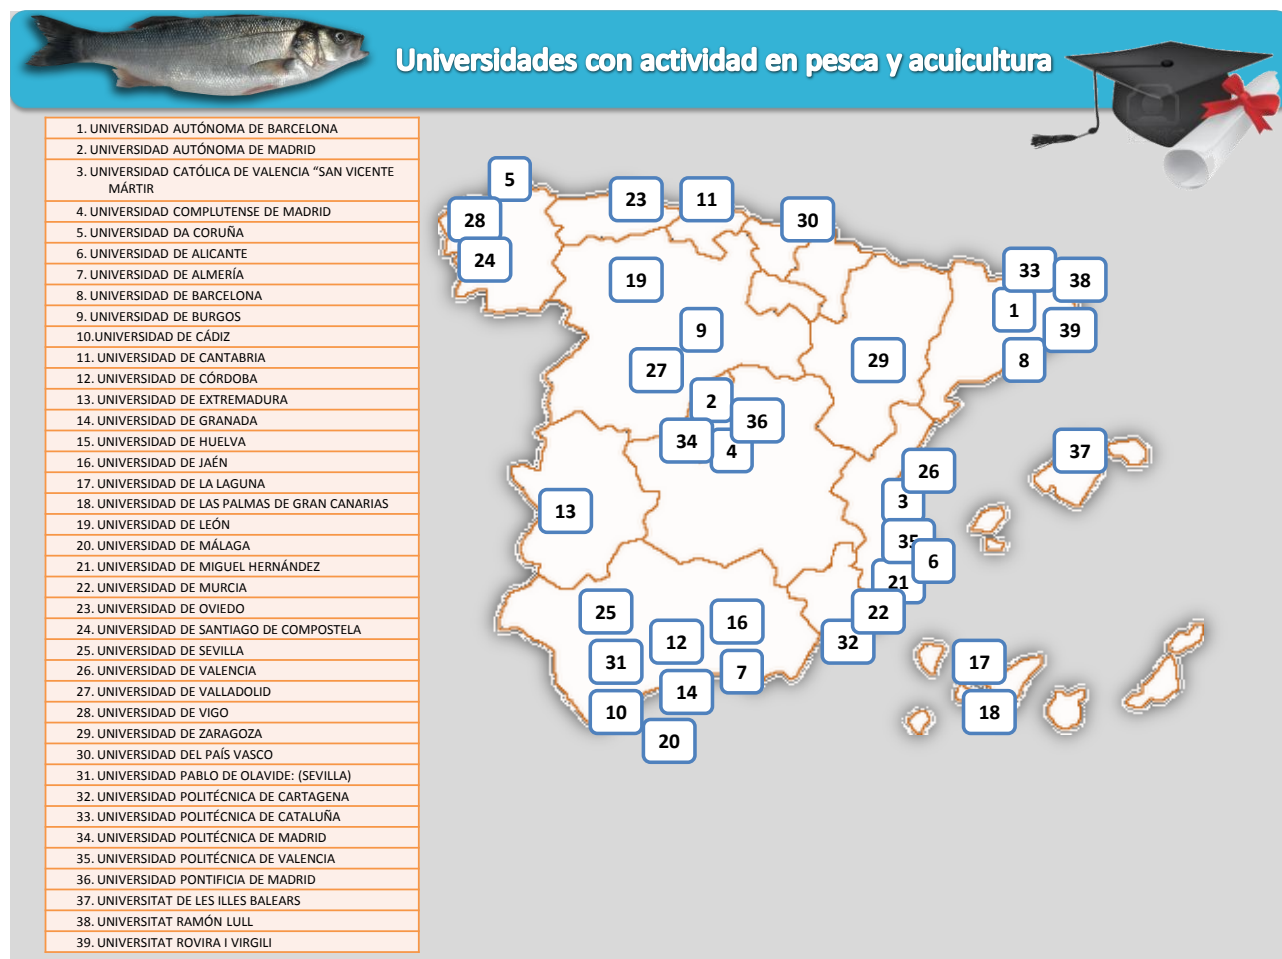 Universidades con actividad en pesca y acuicultura
1. UNIVERSIDAD AUTÓNOMA DE BARCELONA
2. UNIVERSIDAD AUTÓNOMA DE MADRID
3. UNIVERSIDAD CATÓLICA DE VALENCIA “SAN VICENTE
MÁRTIR
4. UNIVERSIDAD COMPLUTENSE DE MADRID
5. UNIVERSIDAD DA CORUÑA
6. UNIVERSIDAD DE ALICANTE
7. UNIVERSIDAD DE ALMERÍA
8. UNIVERSIDAD DE BARCELONA
9. UNIVERSIDAD DE BURGOS
10.UNIVERSIDAD DE CÁDIZ
11. UNIVERSIDAD DE CANTABRIA
12. UNIVERSIDAD DE CÓRDOBA
13. UNIVERSIDAD DE EXTREMADURA
14. UNIVERSIDAD DE GRANADA
15. UNIVERSIDAD DE HUELVA
16. UNIVERSIDAD DE JAÉN
17. UNIVERSIDAD DE LA LAGUNA
18. UNIVERSIDAD DE LAS PALMAS DE GRAN CANARIAS
19. UNIVERSIDAD DE LEÓN
20. UNIVERSIDAD DE MÁLAGA
21. UNIVERSIDAD DE MIGUEL HERNÁNDEZ
22. UNIVERSIDAD DE MURCIA
23. UNIVERSIDAD DE OVIEDO
24. UNIVERSIDAD DE SANTIAGO DE COMPOSTELA
25. UNIVERSIDAD DE SEVILLA
26. UNIVERSIDAD DE VALENCIA
27. UNIVERSIDAD DE VALLADOLID
28. UNIVERSIDAD DE VIGO
29. UNIVERSIDAD DE ZARAGOZA
30. UNIVERSIDAD DEL PAÍS VASCO
31. UNIVERSIDAD PABLO DE OLAVIDE: (SEVILLA)
32. UNIVERSIDAD POLITÉCNICA DE CARTAGENA
33. UNIVERSIDAD POLITÉCNICA DE CATALUÑA
34. UNIVERSIDAD POLITÉCNICA DE MADRID
35. UNIVERSIDAD POLITÉCNICA DE VALENCIA
36. UNIVERSIDAD PONTIFICIA DE MADRID
37. UNIVERSITAT DE LES ILLES BALEARS
38. UNIVERSITAT RAMÓN LULL
39. UNIVERSITAT ROVIRA I VIRGILI
5
23
11
28
30
24
33
38
19
1
9
39
29
8
27
2
36
34
4
37
26
3
13
35
6
21
25
22
16
12
32
31
17
7
14
10
18
20